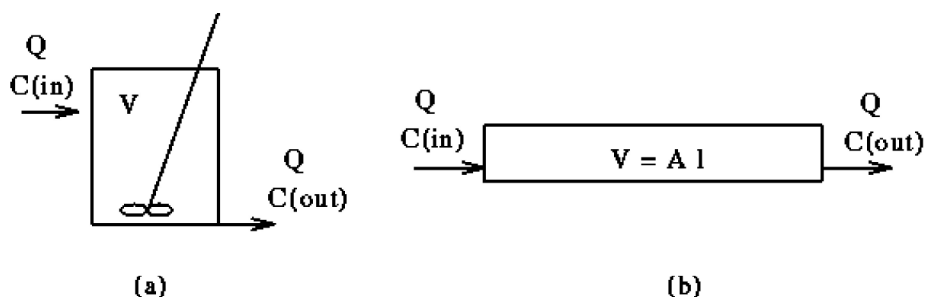 Q
C(in)
V
Q
C(out)
(a)
Q
C(in)
V = A l
Q
C(out)
(b)